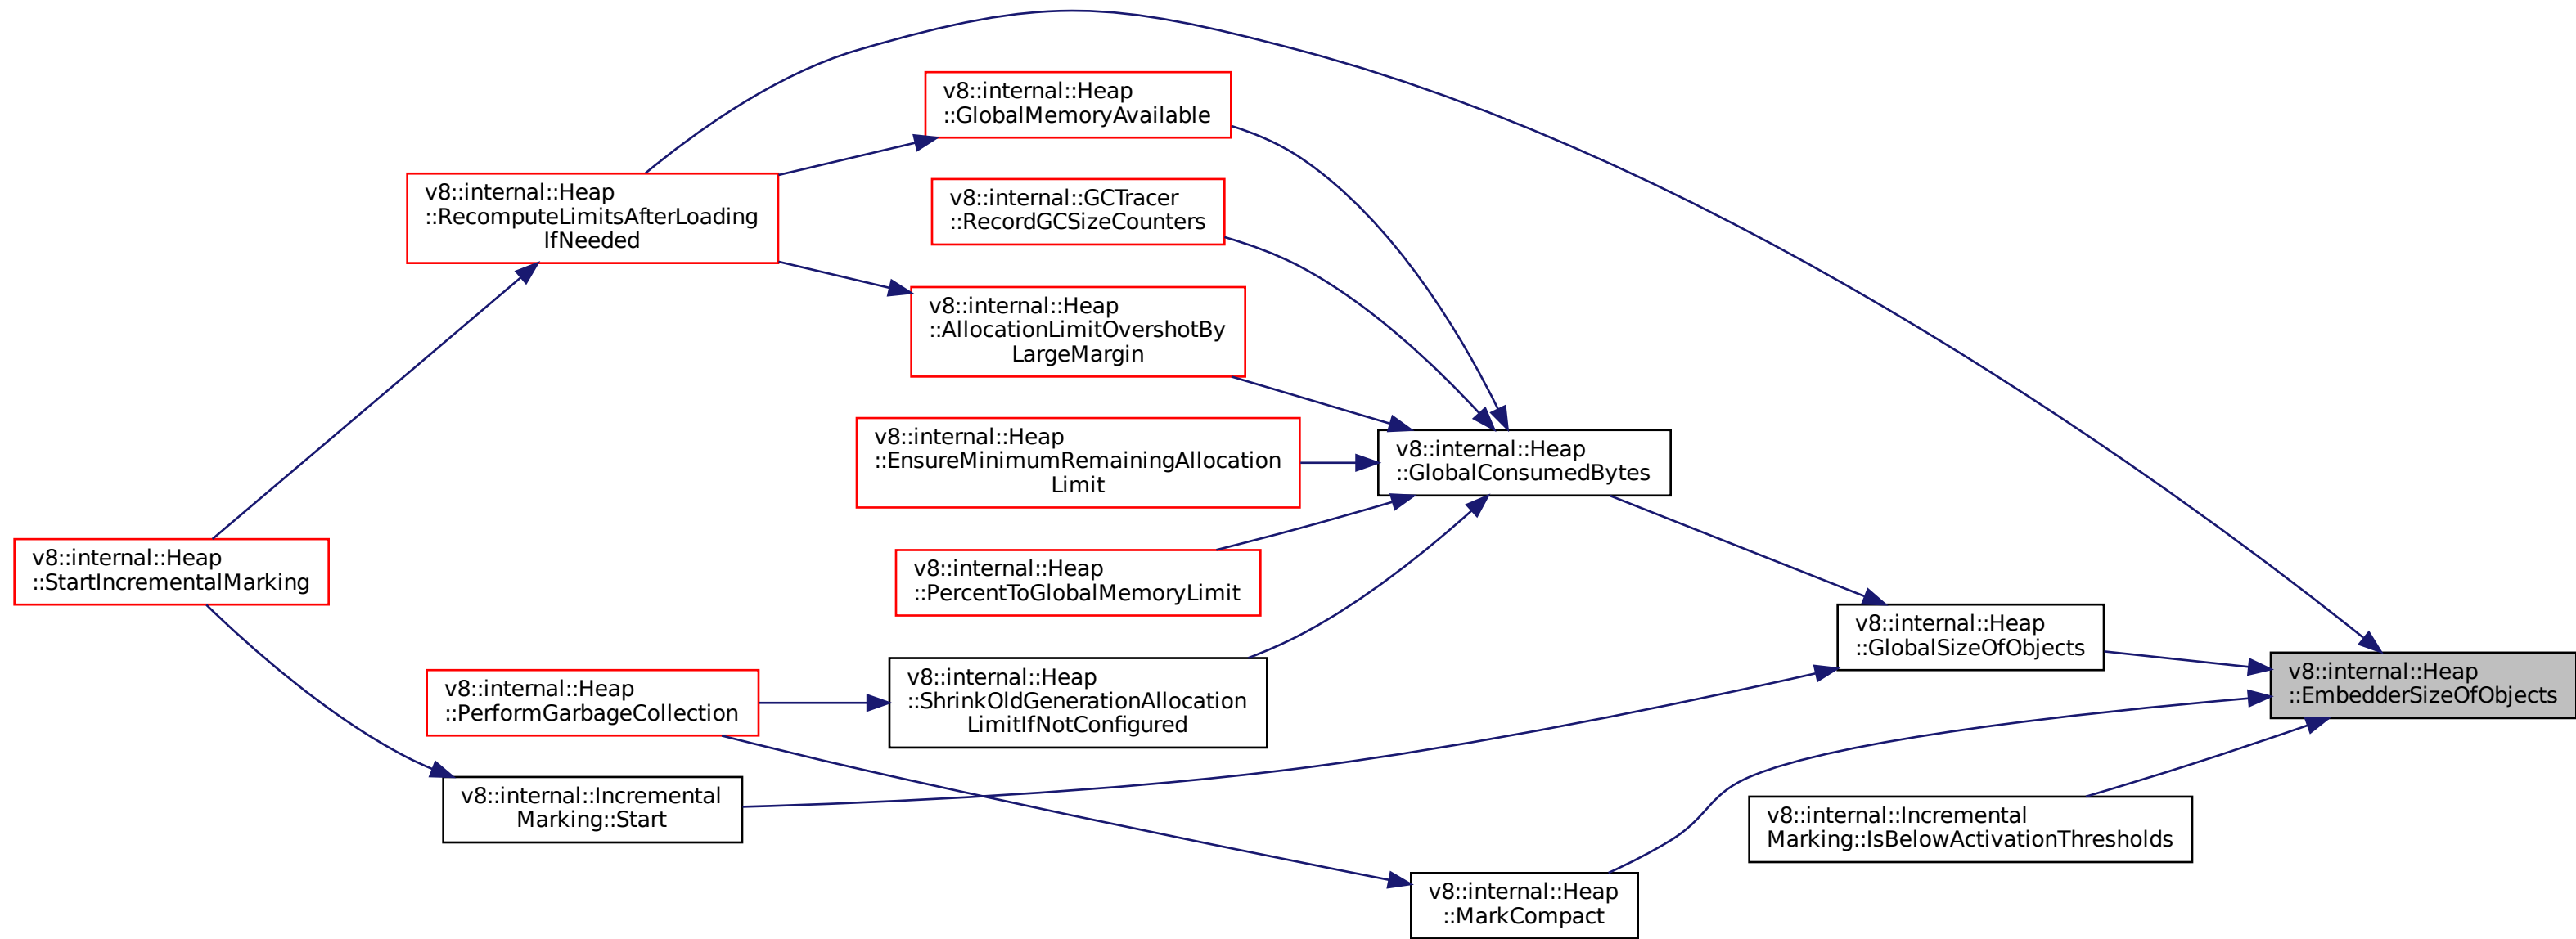 v8::internal::Heap
::GlobalMemoryAvailable
v8::internal::Heap
::RecomputeLimitsAfterLoading
IfNeeded
v8::internal::GCTracer
::RecordGCSizeCounters
v8::internal::Heap
::AllocationLimitOvershotBy
LargeMargin
v8::internal::Heap
::EnsureMinimumRemainingAllocation
Limit
v8::internal::Heap
::GlobalConsumedBytes
v8::internal::Heap
::StartIncrementalMarking
v8::internal::Heap
::PercentToGlobalMemoryLimit
v8::internal::Heap
::GlobalSizeOfObjects
v8::internal::Heap
::EmbedderSizeOfObjects
v8::internal::Heap
::PerformGarbageCollection
v8::internal::Heap
::ShrinkOldGenerationAllocation
LimitIfNotConfigured
v8::internal::Incremental
Marking::Start
v8::internal::Incremental
Marking::IsBelowActivationThresholds
v8::internal::Heap
::MarkCompact